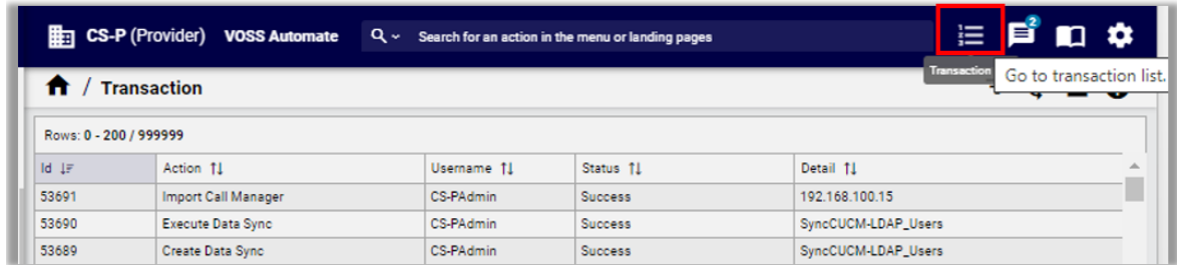 CS-P (Provider) VOSS Automate Search for an action in the menu or landing pages 2
/ Transaction Transaction Go to transaction list.
Rows: 0 - 200 / 999999
Id Action Username Status Detail
53691 Import Call Manager CS-PAdmin Success 192.168.100.15
53690 Execute Data Sync CS-PAdmin Success SyncCUCM-LDAP_Users
53689 Create Data Sync CS-PAdmin Success SyncCUCM-LDAP_Users